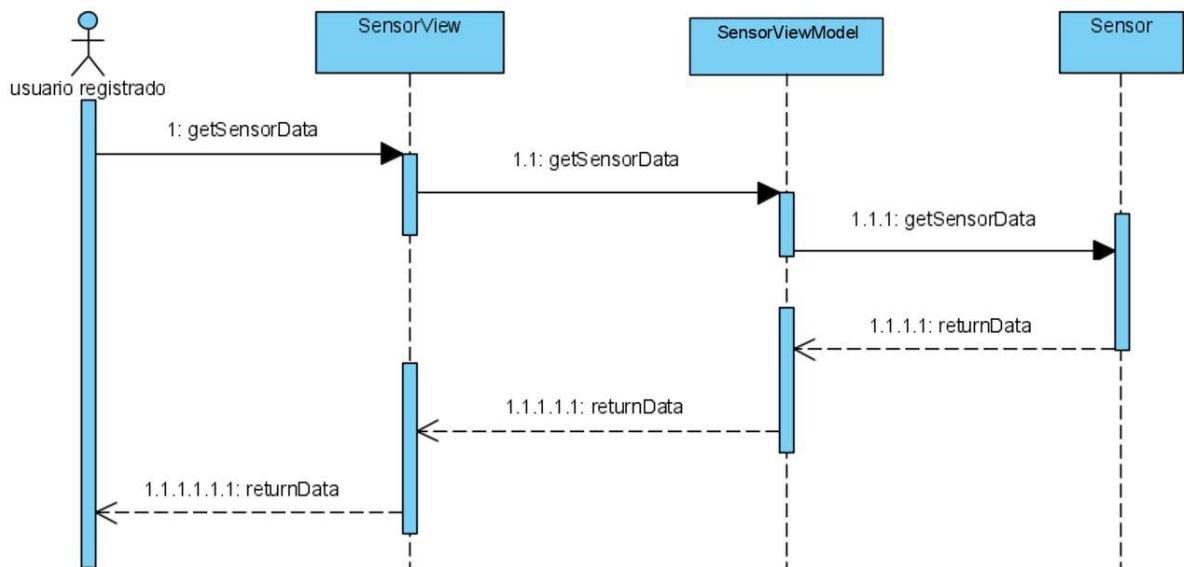 SensorView
SensorViewModel
Sensor
usuario registrado
1: getSensorData
1.1: getSensorData
1.1.1: getSensorData
1.1.1.1: returnData
1.1.1.1.1: returnData
1.1.1.1.1.1: returnData